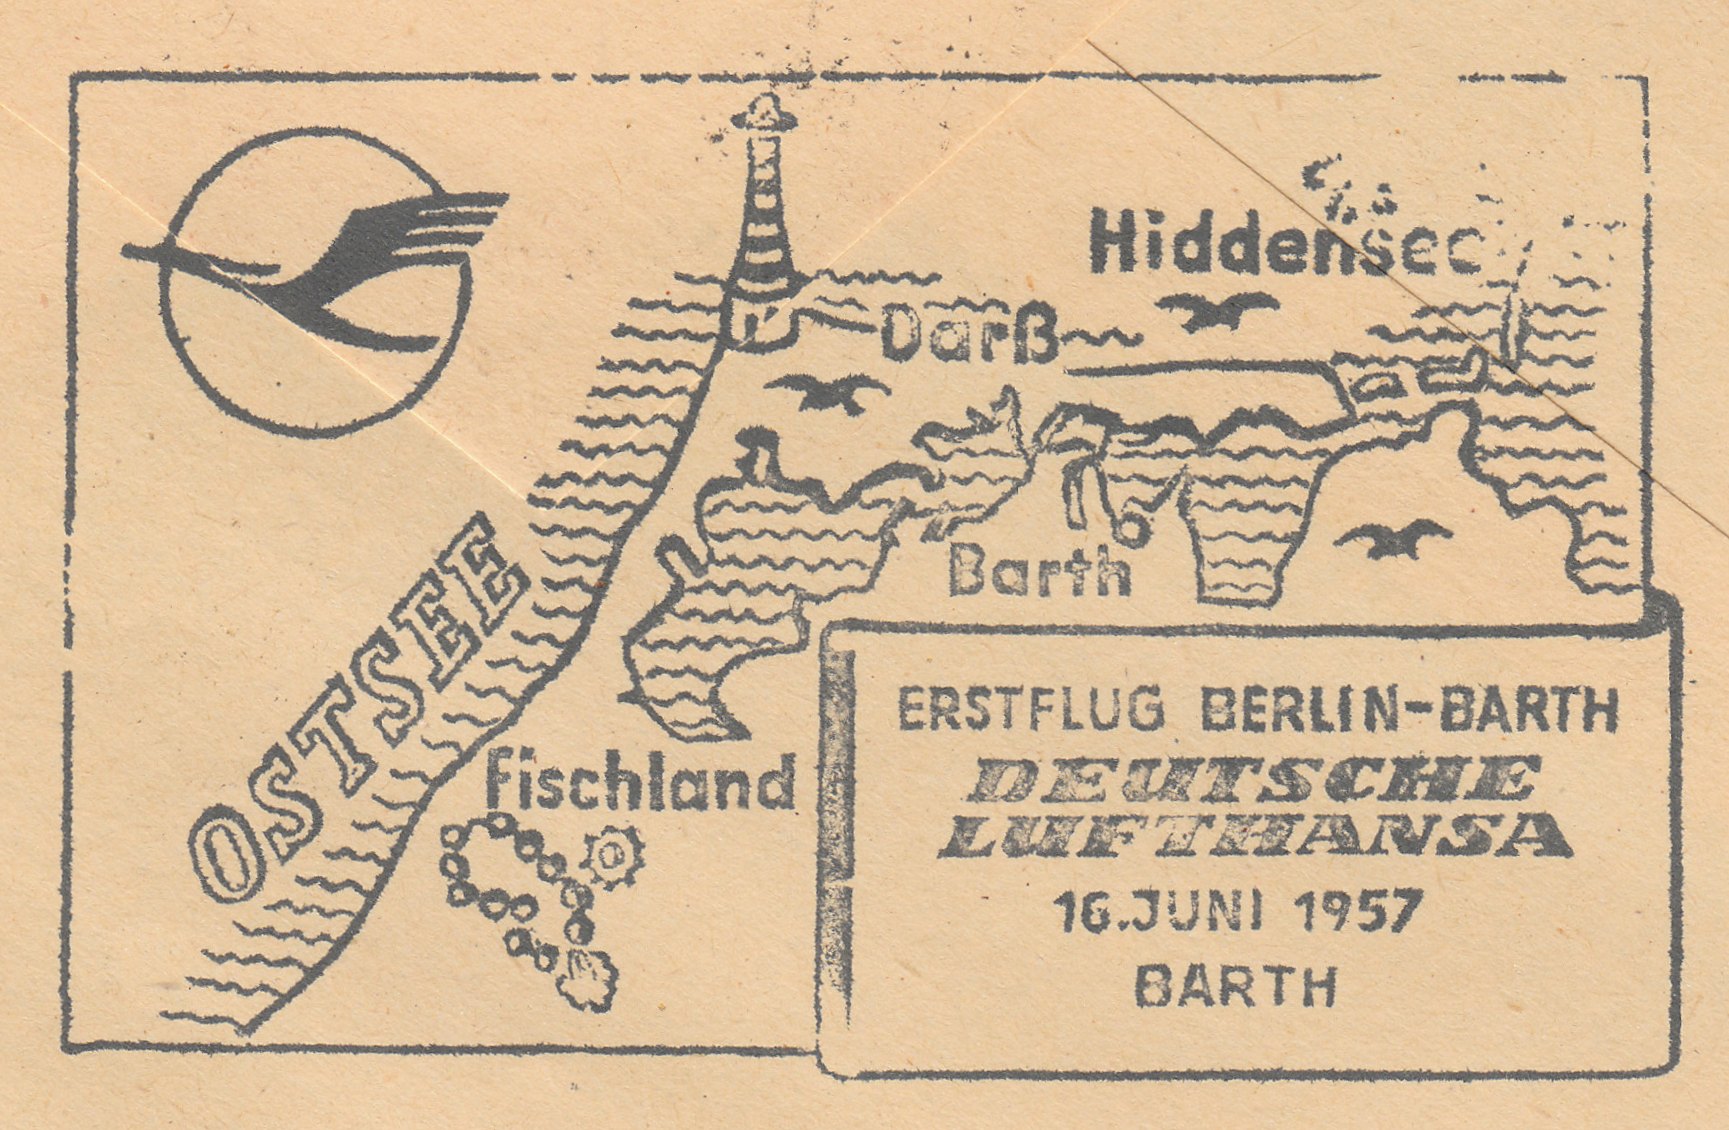 Hiddensee
Darß
Barth
OSTSEE
Fischland
ERSTFLUG BERLIN-BARTH
DEUTSCHE
LUFTHANSA
16.JUNI 1957
BARTH